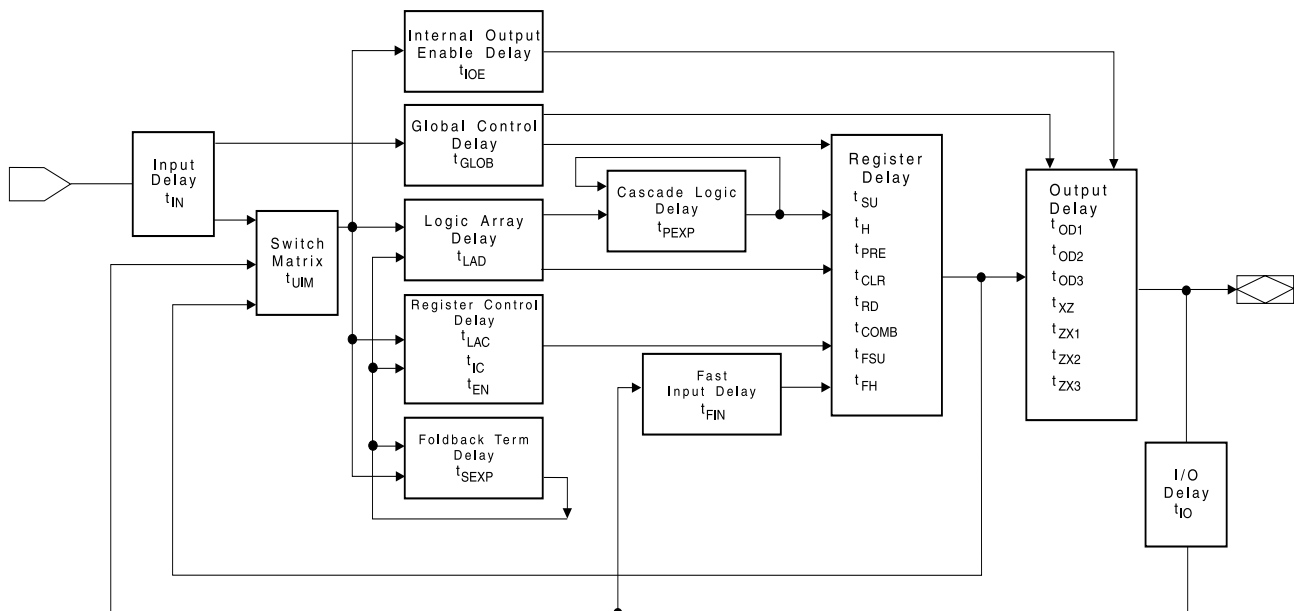 Input
Delay
tIN
Switch
Matrix
tUIM
Internal Output
Enable Delay
tIOE
Global Control
Delay
tGLOB
Logic Array
Delay
tLAD
Register Control
Delay
tLAC
tIC
tEN
Foldback Term
Delay
tSEXP
Cascade Logic
Delay
tPEXP
Fast
Input Delay
tFIN
Register
Delay
tSU
tH
tPRE
tCLR
tRD
tCOMB
tFSU
tFH
Output
Delay
tOD1
tOD2
tOD3
tXZ
tZX1
tZX2
tZX3
I/O
Delay
tIO